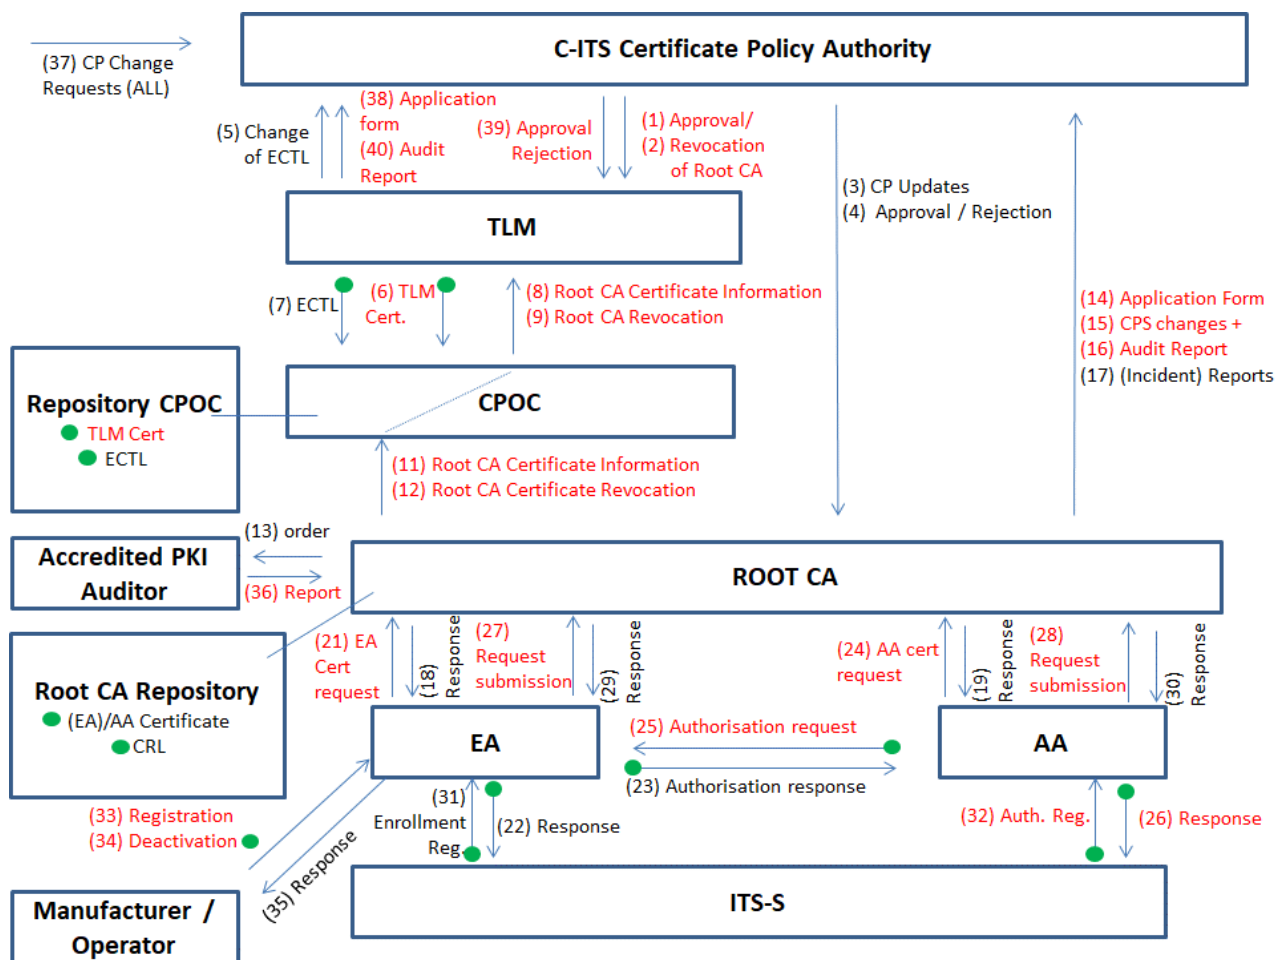 C-ITS Certificate Policy Authority
(37) CP Change
Requests (ALL)
(5) Change
of ECTL
(38) Application
form
(40) Audit
Report
(39) Approval
Rejection
(1) Approval/
(2) Revocation
of Root CA
(3) CP Updates
(4) Approval / Rejection
TLM
(7) ECTL
(6) TLM
Cert.
(8) Root CA Certificate Information
(9) Root CA Revocation
(14) Application Form
(15) CPS changes +
(16) Audit Report
(17) (Incident) Reports
Repository CPOC
TLM Cert
ECTL
CPOC
(11) Root CA Certificate Information
(12) Root CA Certificate Revocation
(13) order
Accredited PKI
Auditor
(36) Report
ROOT CA
(21) EA
Cert
request
(18)
Response
(27)
Request
submission
(29)
Response
(24) AA cert
request
(19)
Response
(28)
Request
submission
(30)
Response
Root CA Repository
(EA)/AA Certificate
CRL
EA
(25) Authorisation request
(23) Authorisation response
AA
(33) Registration
(34) Deactivation
(35) Response
(31)
Enrollment
Reg.
(22) Response
(32) Auth. Reg.
(26) Response
Manufacturer /
Operator
ITS-S